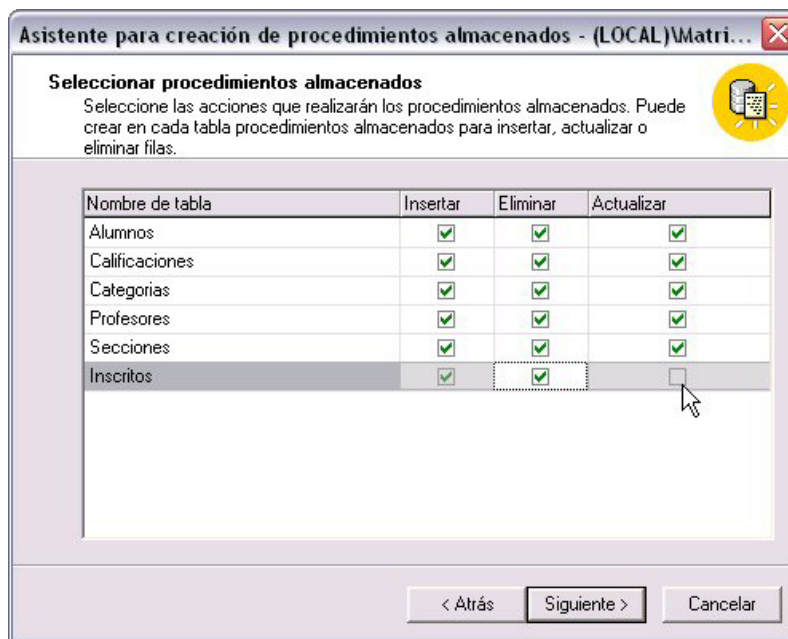 Asistente para creación de procedimientos almacenados - (LOCAL)\Matri...
Seleccionar procedimientos almacenados
Seleccione las acciones que realizarán los procedimientos almacenados. Puede
crear en cada tabla procedimientos almacenados para insertar, actualizar o
eliminar filas.
Nombre de tabla Insertar Eliminar Actualizar
Alumnos
Calificaciones
Categorias
Profesores
Secciones
Inscritos
< Atrás Siguiente > Cancelar